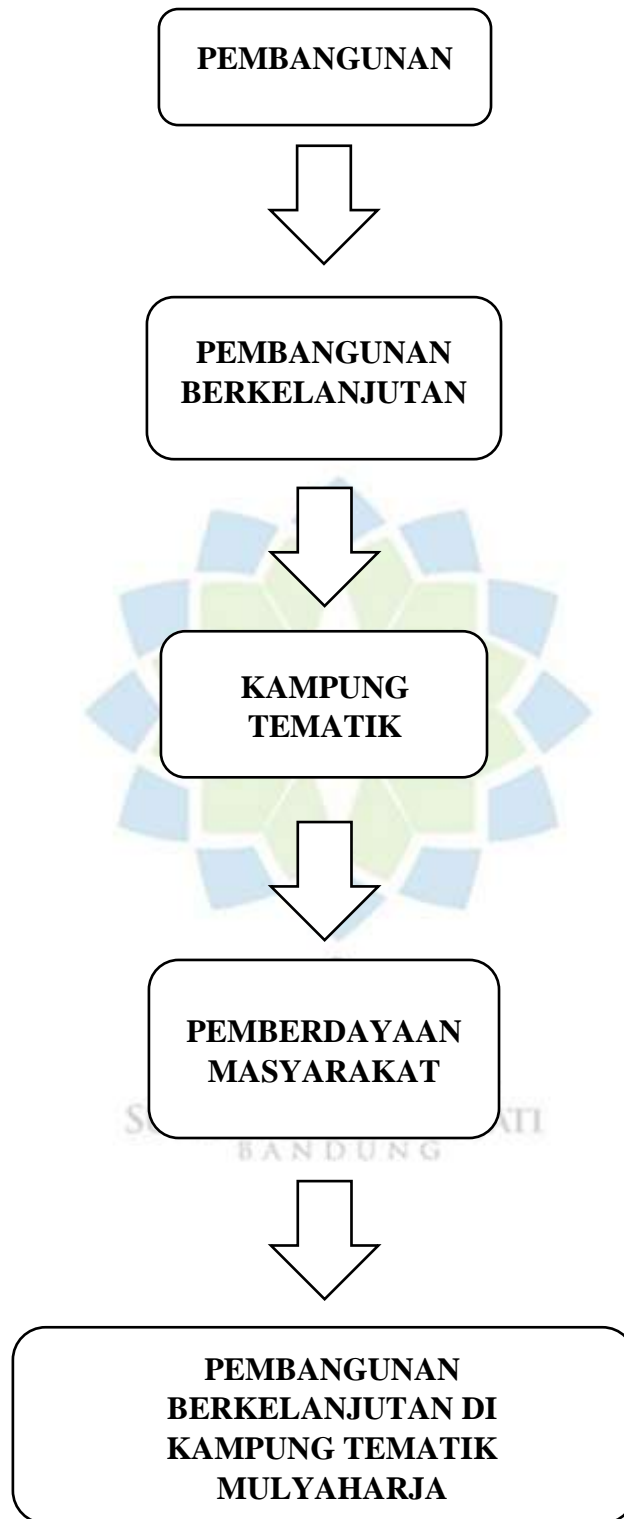 PEMBANGUNAN
PEMBANGUNAN
BERKELANJUTAN
KAMPUNG
TEMATIK
PEMBERDAYAAN
MASYARAKAT
BANDUNG
PEMBANGUNAN
BERKELANJUTAN DI
KAMPUNG TEMATIK
MULYAHARJA